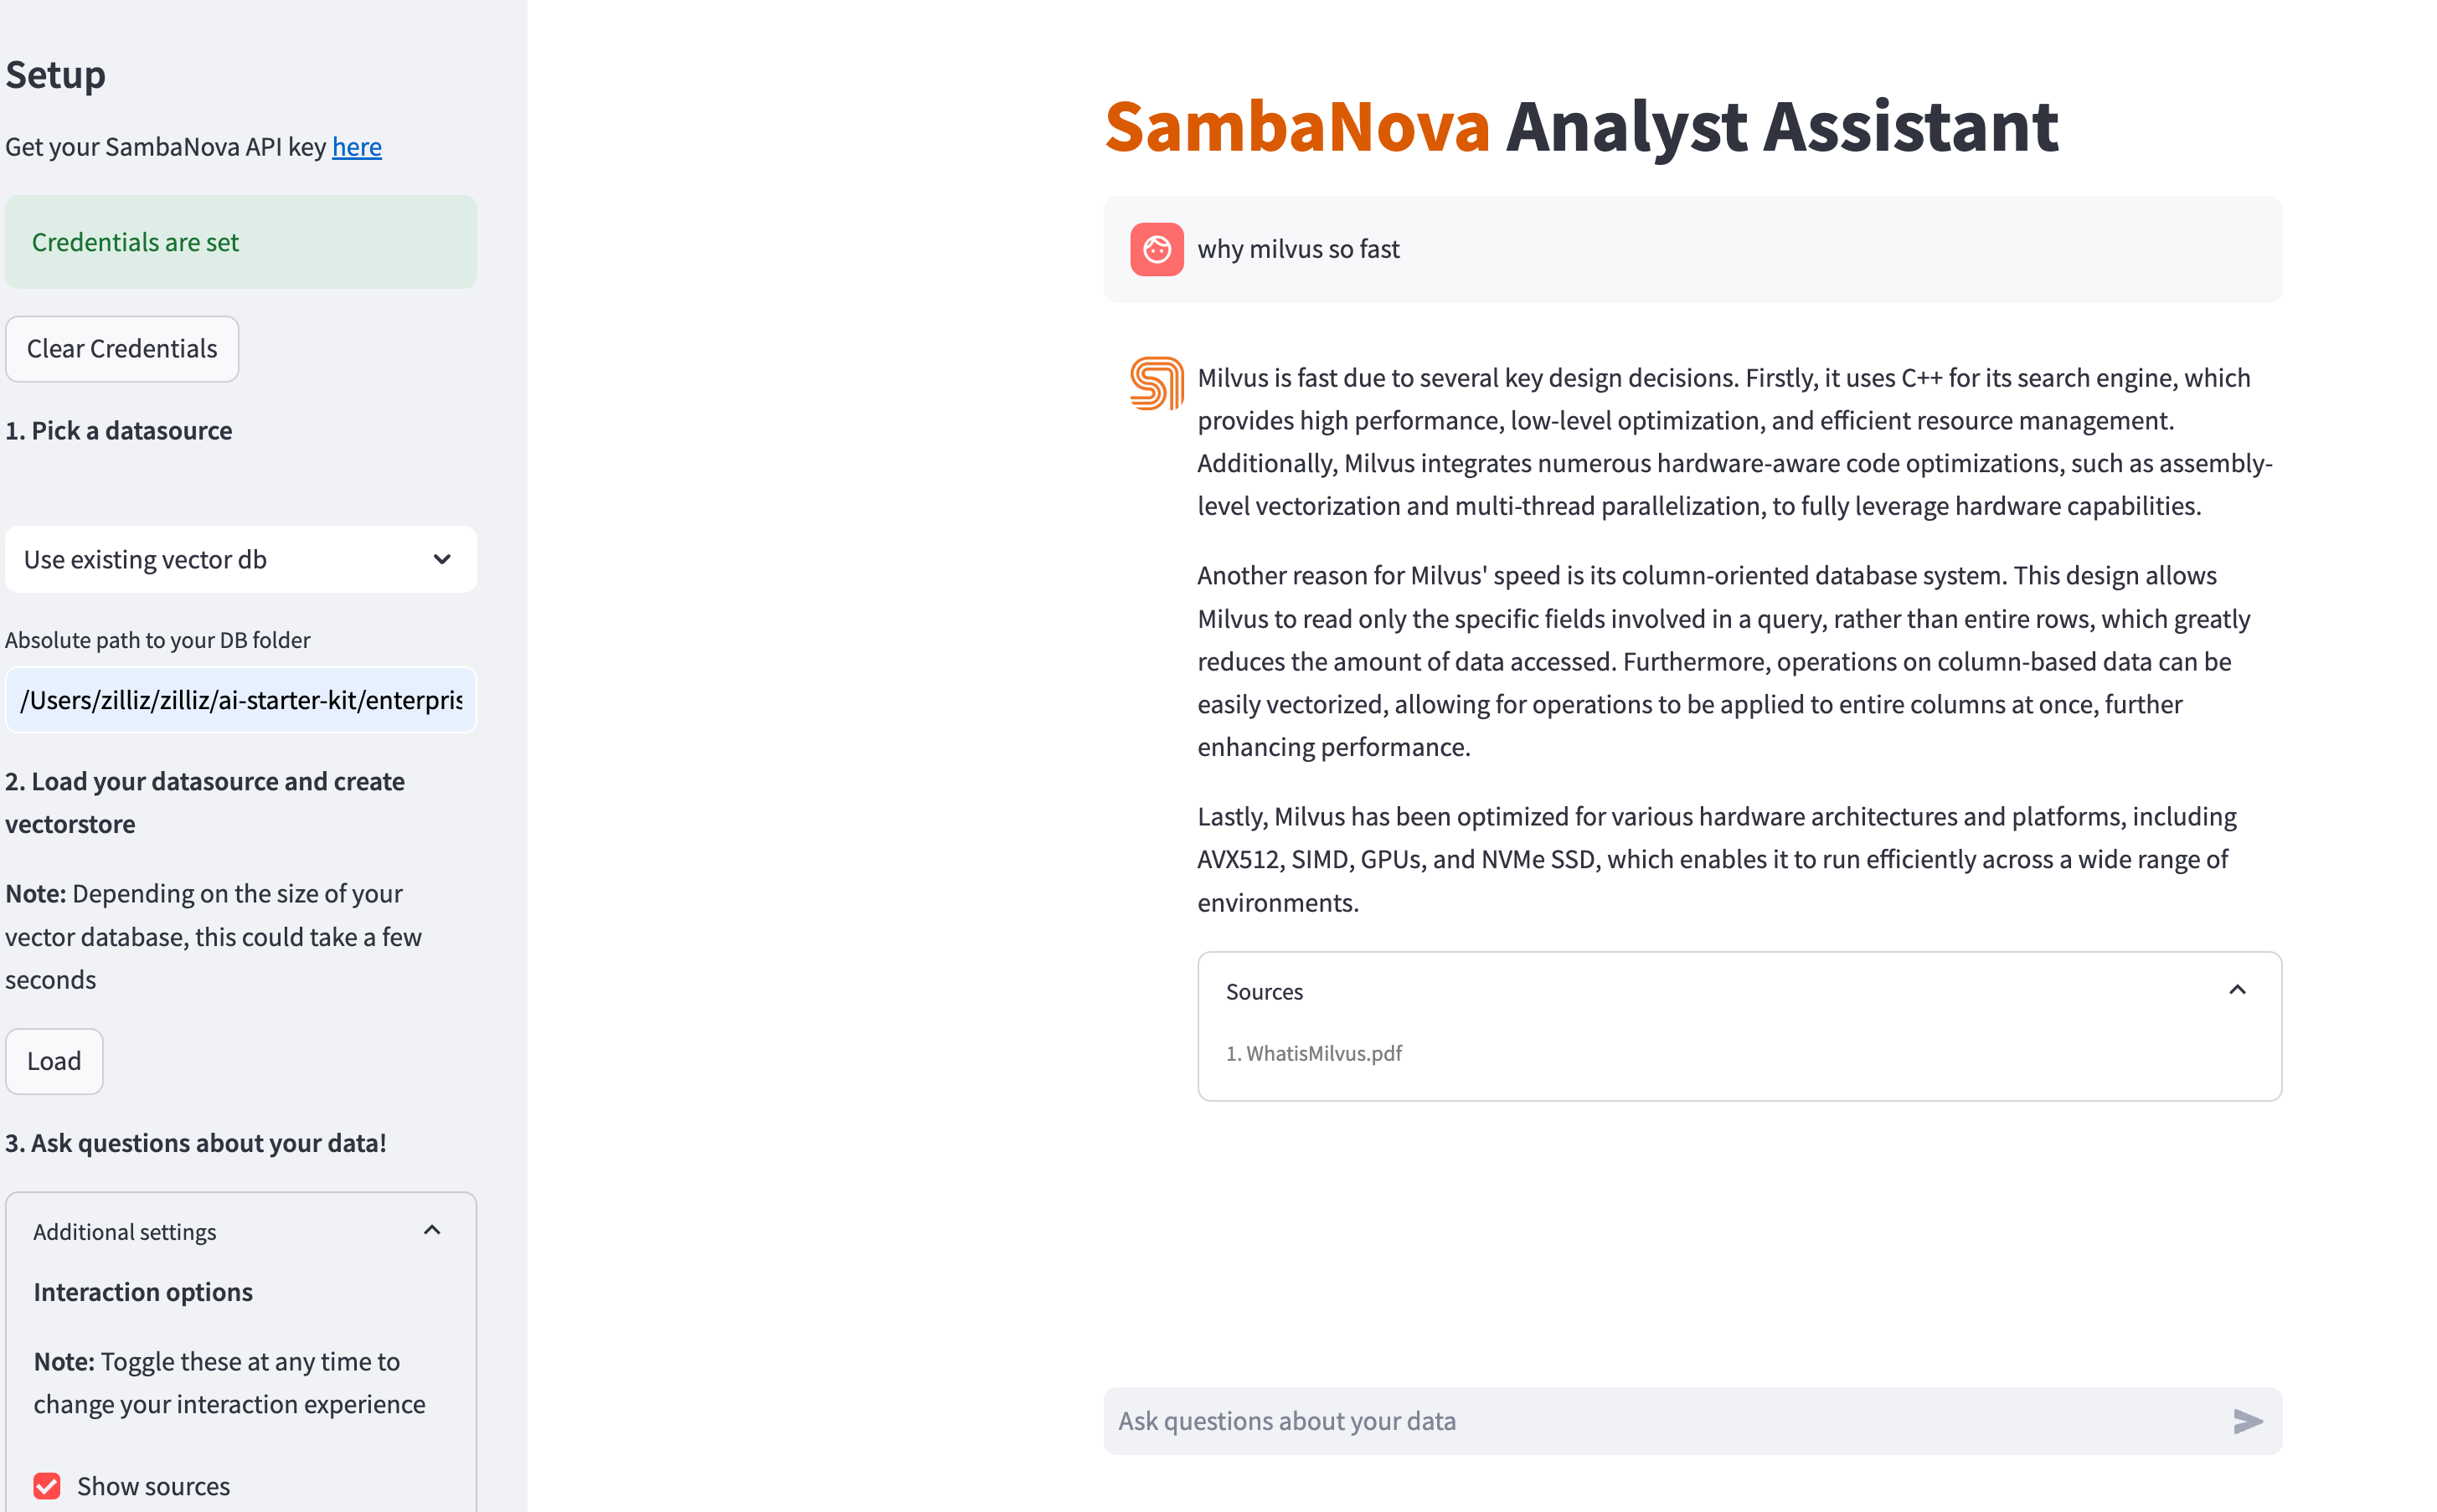 Setup
Get your SambaNova API key here
Credentials are set
Clear Credentials
1. Pick a datasource
Use existing vector db
Absolute path to your DB folder
/Users/zilliz/zilliz/ai-starter-kit/enterpris
2. Load your datasource and create
vectorstore
Note: Depending on the size of your
vector database, this could take a few
seconds
Load
3. Ask questions about your data!
Additional settings
Interaction options
Note: Toggle these at any time to
change your interaction experience
Show sources
SambaNova Analyst Assistant
why milvus so fast
Milvus is fast due to several key design decisions. Firstly, it uses C++ for its search engine, which
provides high performance, low-level optimization, and efficient resource management.
Additionally, Milvus integrates numerous hardware-aware code optimizations, such as assembly-
level vectorization and multi-thread parallelization, to fully leverage hardware capabilities.
Another reason for Milvus' speed is its column-oriented database system. This design allows
Milvus to read only the specific fields involved in a query, rather than entire rows, which greatly
reduces the amount of data accessed. Furthermore, operations on column-based data can be
easily vectorized, allowing for operations to be applied to entire columns at once, further
enhancing performance.
Lastly, Milvus has been optimized for various hardware architectures and platforms, including
AVX512, SIMD, GPUs, and NVMe SSD, which enables it to run efficiently across a wide range of
environments.
Sources
1. WhatisMilvus.pdf
Ask questions about your data